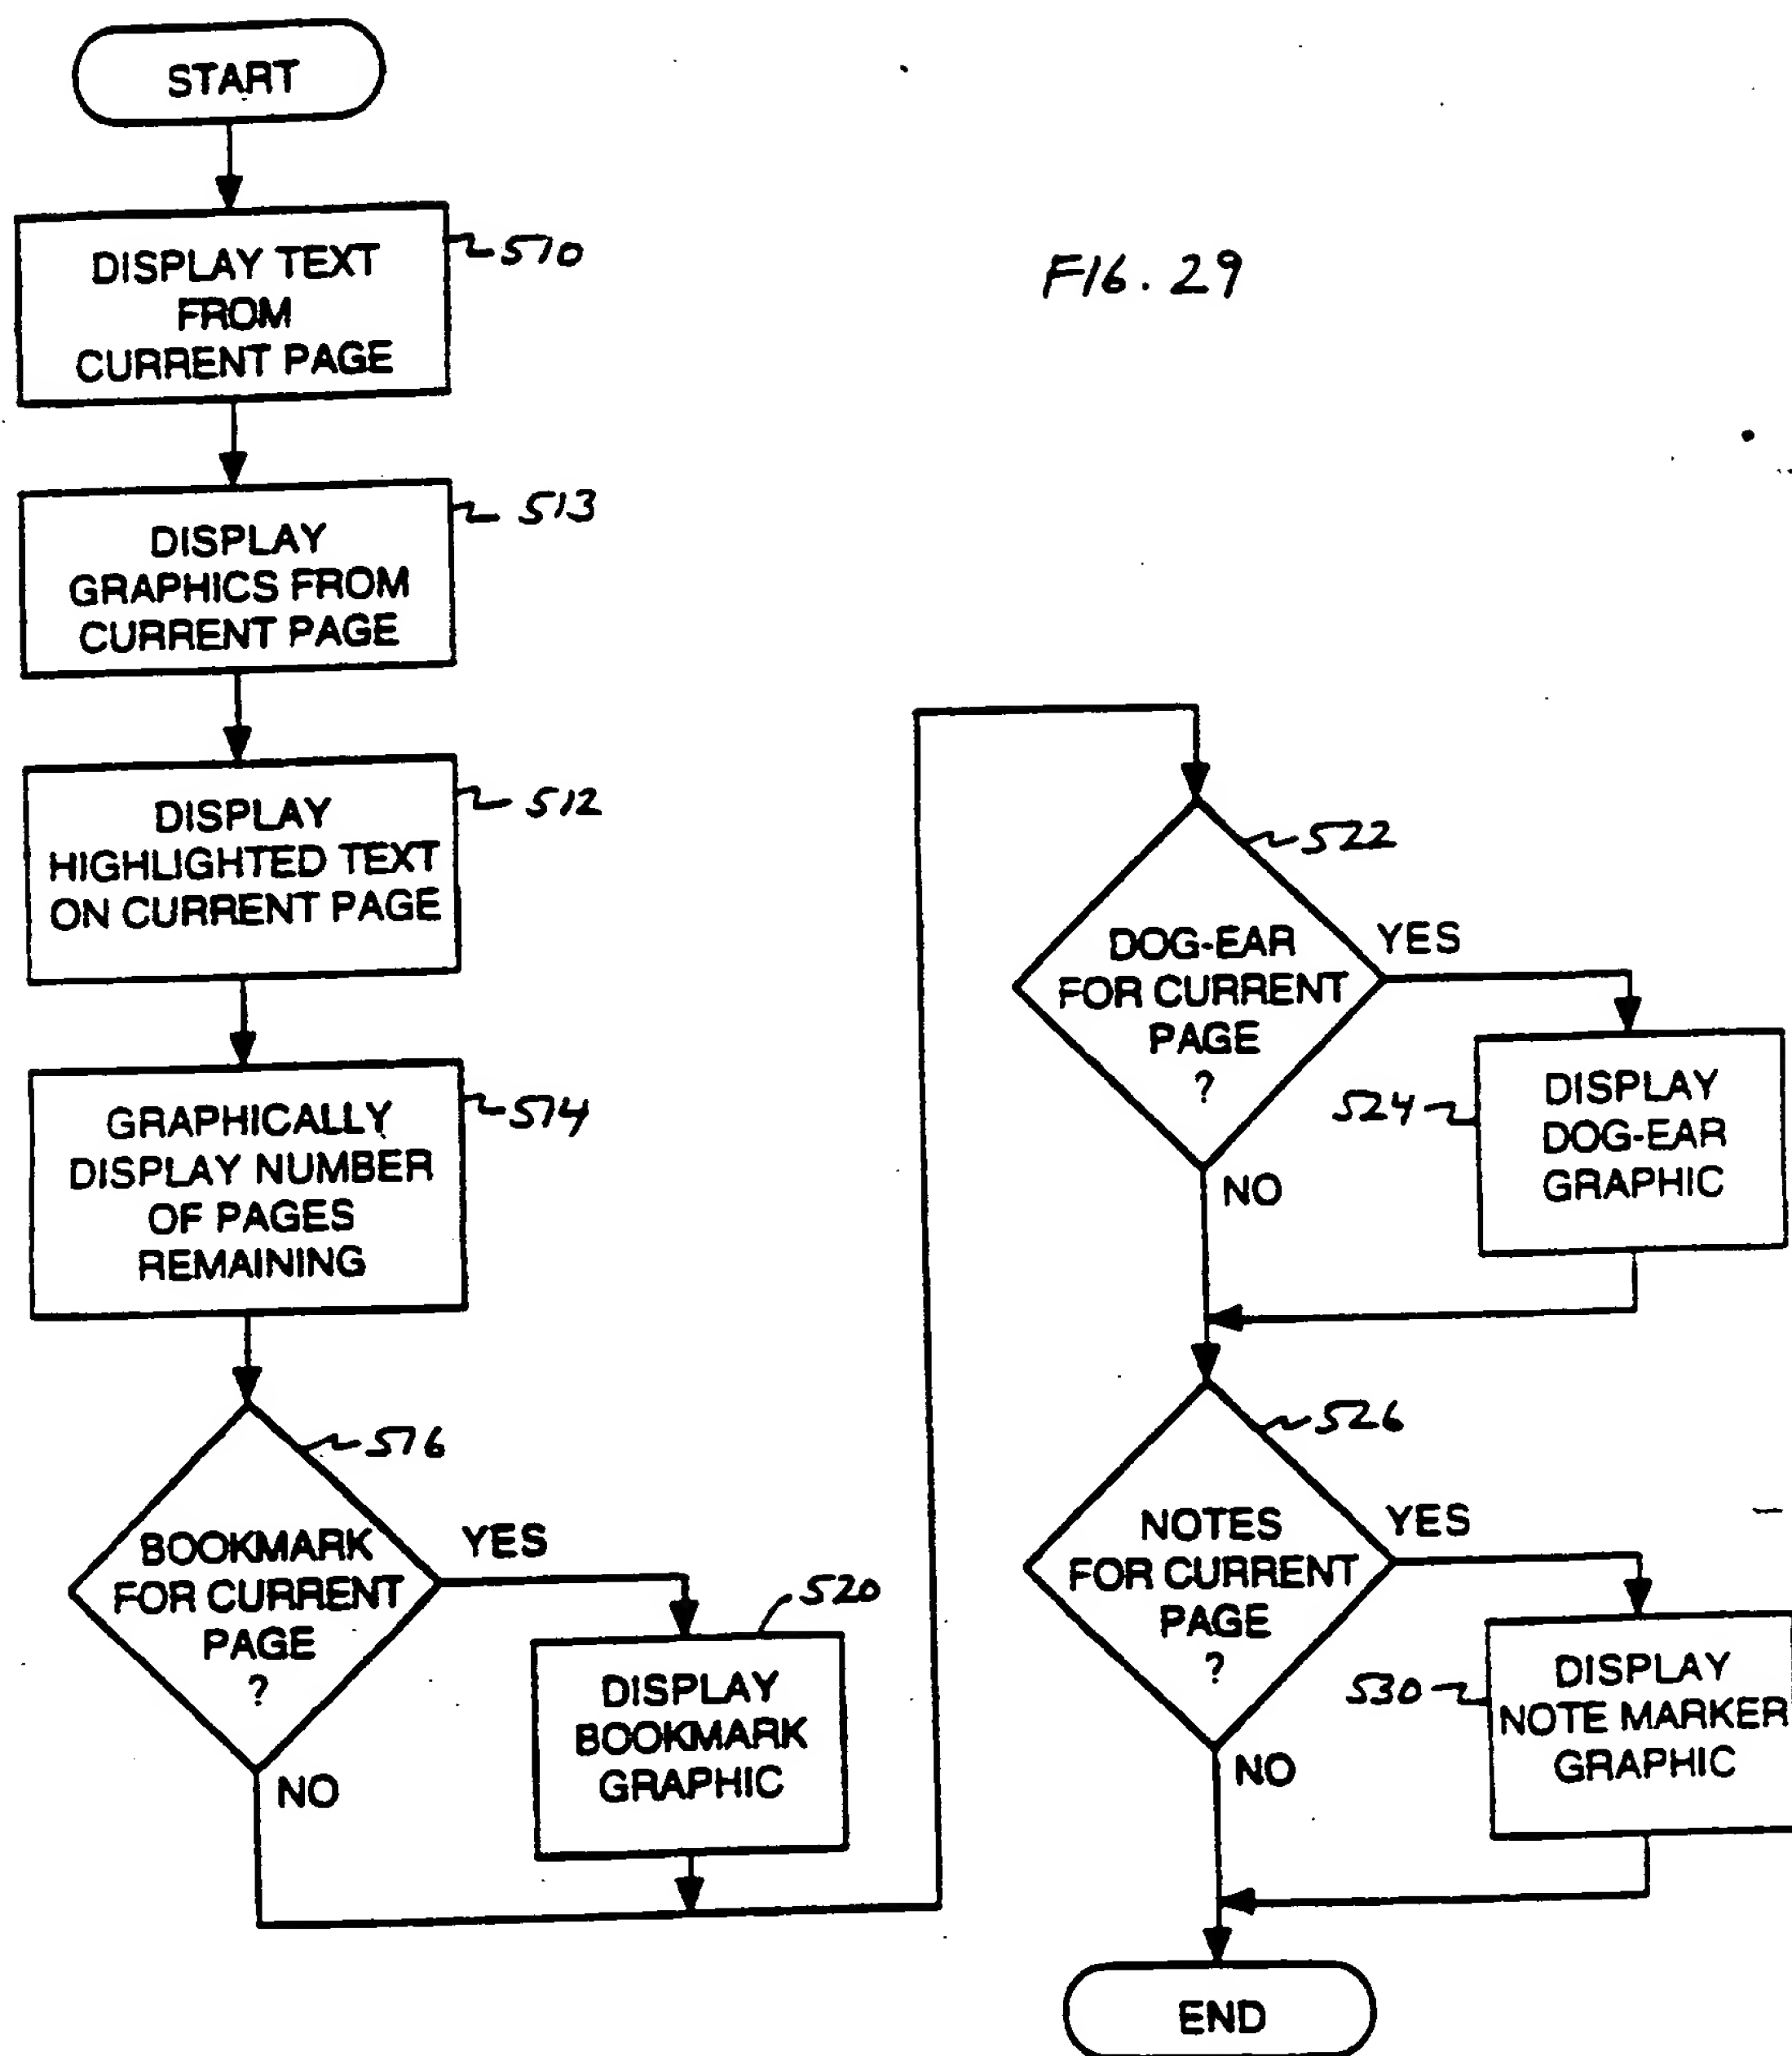 START
DISPLAY TEXT
FROM
CURRENT PAGE
510
FIG. 29
DISPLAY
GRAPHICS FROM
CURRENT PAGE
513
DISPLAY
HIGHLIGHTED TEXT
ON CURRENT PAGE
512
GRAPHICALLY
DISPLAY NUMBER
OF PAGES
REMAINING
514
BOOKMARK
FOR CURRENT
PAGE
?
516
YES
NO
520
DISPLAY
BOOKMARK
GRAPHIC
522
DOG-EAR
FOR CURRENT
PAGE
?
YES
NO
524
DISPLAY
DOG-EAR
GRAPHIC
526
NOTES
FOR CURRENT
PAGE
?
YES
NO
530
DISPLAY
NOTE MARKER
GRAPHIC
END